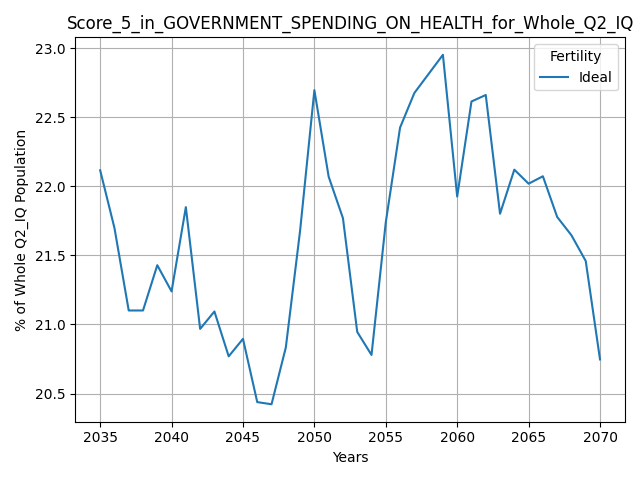 Score_5_in_GOVERNMENT_SPENDING_ON_HEALTH_for_Whole_Q2_IQ
Fertility
Ideal
% of Whole Q2_IQ Population
23.0
22.5
22.0
21.5
21.0
20.5
2035 2040 2045 2050 2055 2060 2065 2070
Years